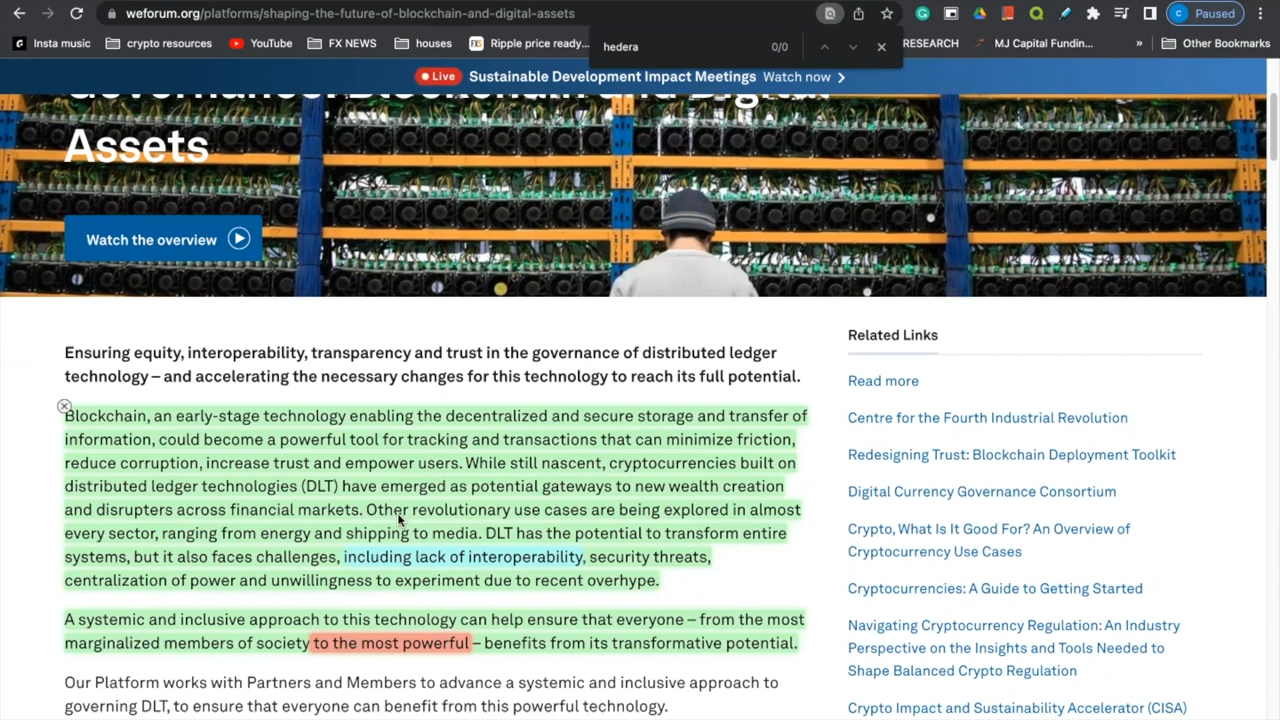 weforum.org/platforms/shaping-the-future-of-blockchain-and-digital-assets
Paused
Insta music
crypto resources
YouTube
FX NEWS
houses
Ripple price ready...
hedera
0/0
RESEARCH
MJ Capital Fundin...
»
Other Bookmarks
Live
Sustainable Development Impact Meetings Watch now
Governance: Blockchain and Digital
Assets
Watch the overview
Ensuring equity, interoperability, transparency and trust in the governance of distributed ledger
technology – and accelerating the necessary changes for this technology to reach its full potential.
Blockchain, an early-stage technology enabling the decentralized and secure storage and transfer of
information, could become a powerful tool for tracking and transactions that can minimize friction,
reduce corruption, increase trust and empower users. While still nascent, cryptocurrencies built on
distributed ledger technologies (DLT) have emerged as potential gateways to new wealth creation
and disrupters across financial markets. Other revolutionary use cases are being explored in almost
every sector, ranging from energy and shipping to media. DLT has the potential to transform entire
systems, but it also faces challenges, including lack of interoperability, security threats,
centralization of power and unwillingness to experiment due to recent overhype.
A systemic and inclusive approach to this technology can help ensure that everyone – from the most
marginalized members of society to the most powerful – benefits from its transformative potential.
Our Platform works with Partners and Members to advance a systemic and inclusive approach to
governing DLT, to ensure that everyone can benefit from this powerful technology.
Related Links
Read more
Centre for the Fourth Industrial Revolution
Redesigning Trust: Blockchain Deployment Toolkit
Digital Currency Governance Consortium
Crypto, What Is It Good For? An Overview of
Cryptocurrency Use Cases
Cryptocurrencies: A Guide to Getting Started
Navigating Cryptocurrency Regulation: An Industry
Perspective on the Insights and Tools Needed to
Shape Balanced Crypto Regulation
Crypto Impact and Sustainability Accelerator (CISA)